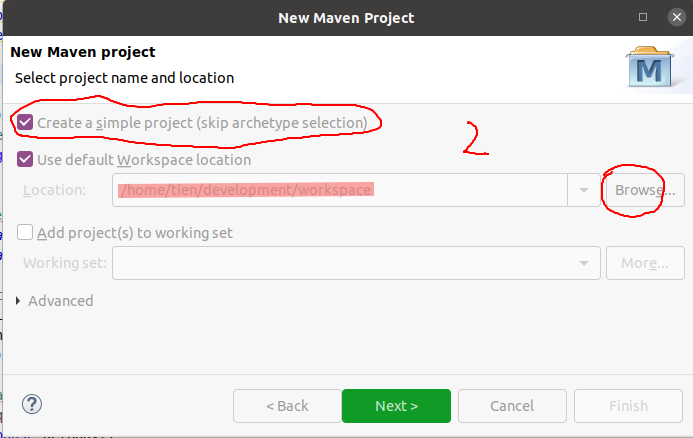 New Maven Project
New Maven project
Select project name and location
M
Create a simple project (skip archetype selection)
2
Use default Workspace location
Location: /home/tien/development/workspace Browse...
Add project(s) to working set
Working set: More...
Advanced
? < Back Next > Cancel Finish